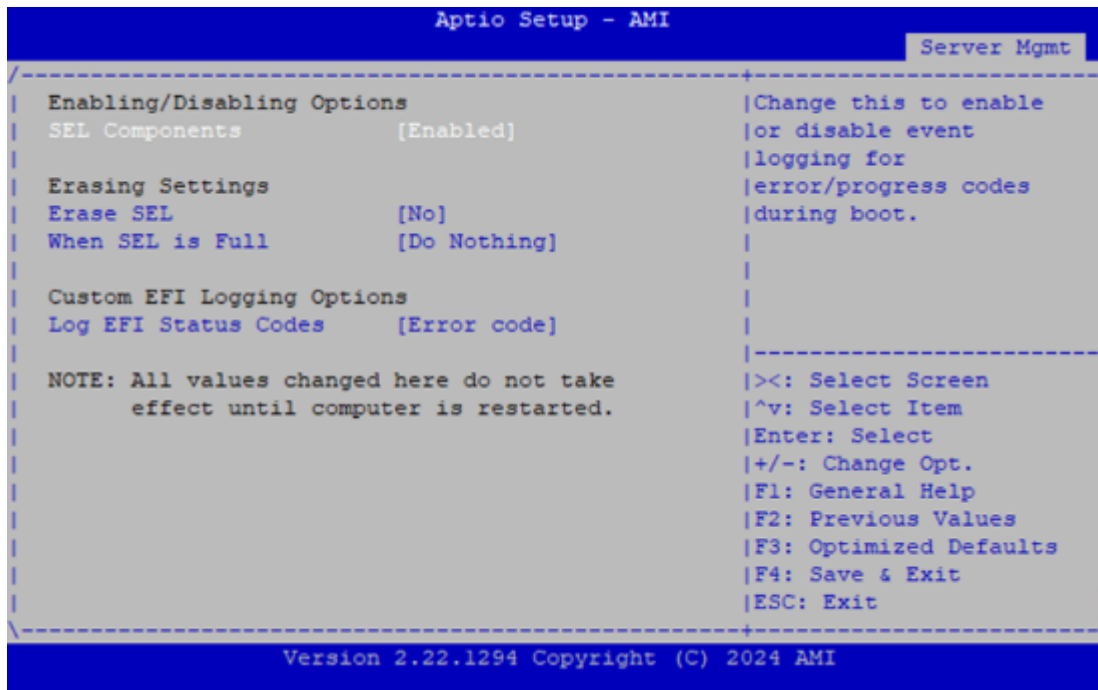 Aptio Setup - AMI
Server Mgmt
Enabling/Disabling Options
SEL Components [Enabled]
Erasing Settings
Erase SEL [No]
When SEL is Full [Do Nothing]
Custom EFI Logging Options
Log EFI Status Codes [Error code]
NOTE: All values changed here do not take
effect until computer is restarted.
Change this to enable
or disable event
logging for
error/progress codes
during boot.
><: Select Screen
^v: Select Item
Enter: Select
+/-: Change Opt.
F1: General Help
F2: Previous Values
F3: Optimized Defaults
F4: Save & Exit
ESC: Exit
Version 2.22.1294 Copyright (C) 2024 AMI